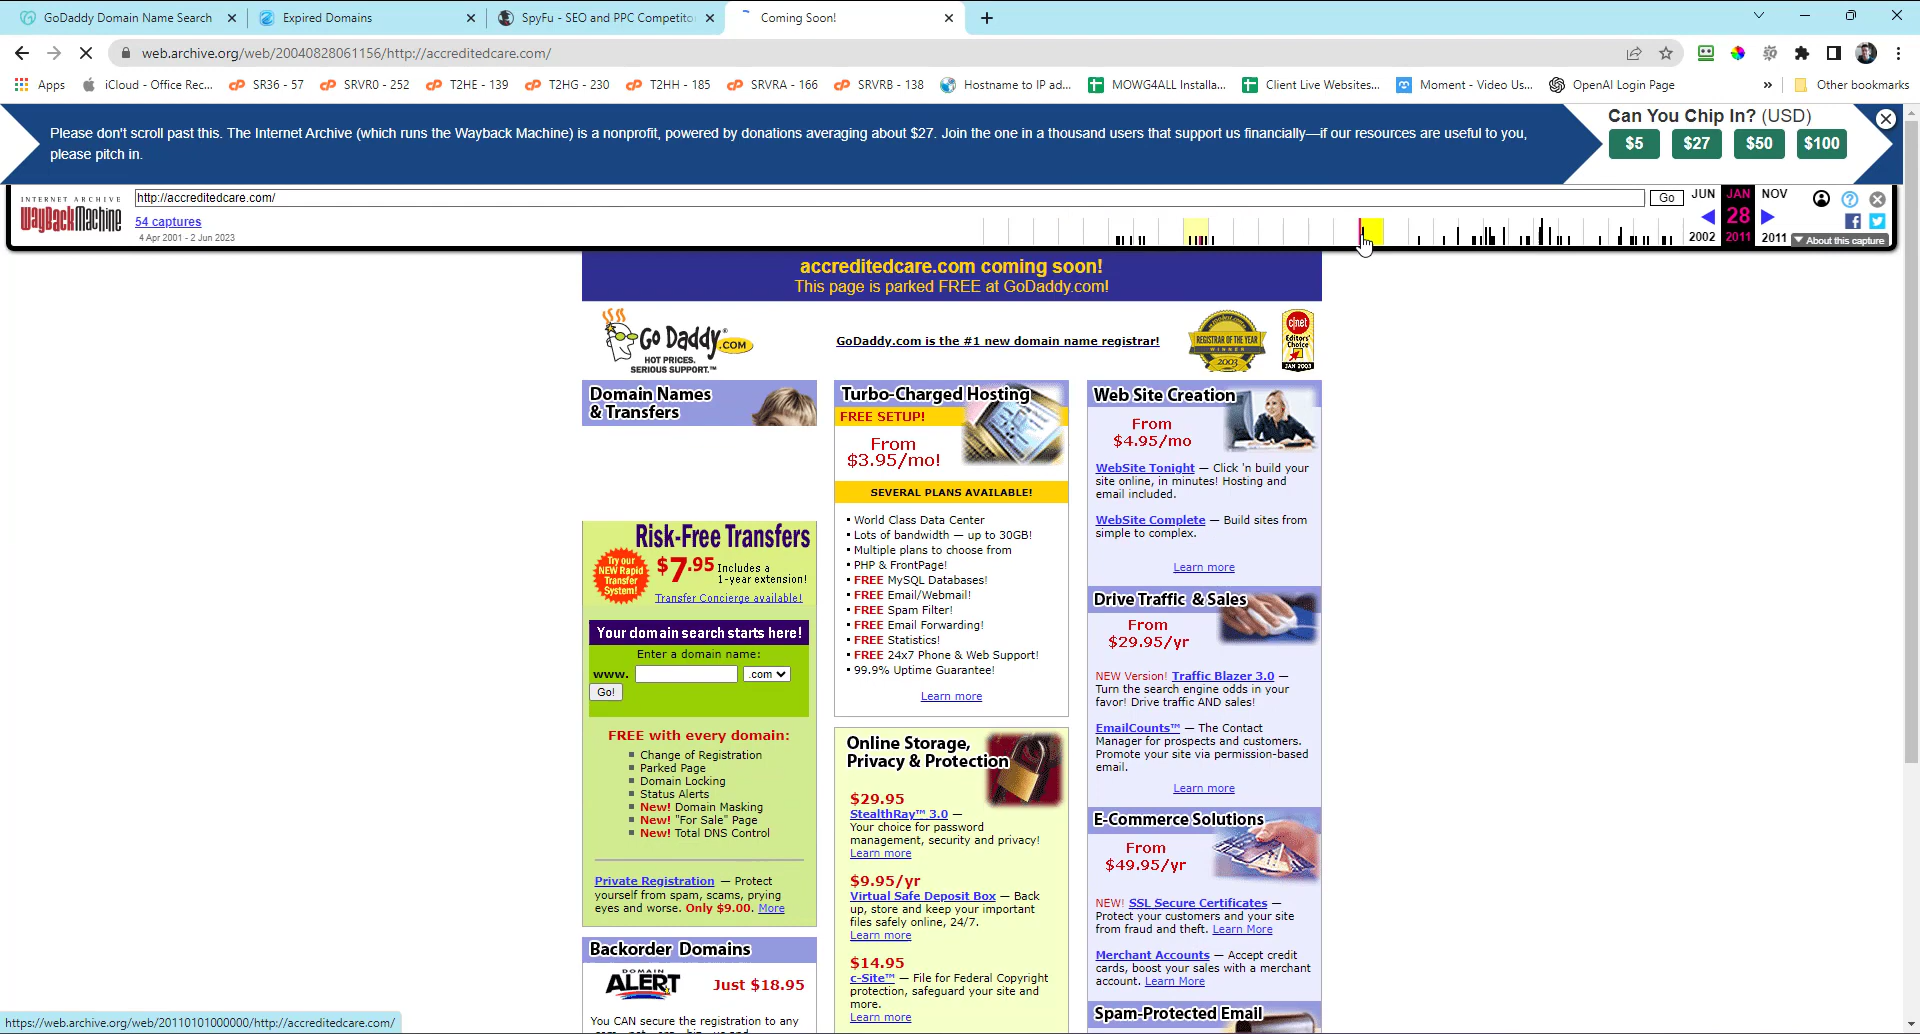 GoDaddy Domain Name Search
Expired Domains
SpyFu - SEO and PPC Competito
Coming Soon!
web.archive.org/web/20040828061156/http://accreditedcare.com/
Apps
iCloud - Office Rec...
SR36 - 57
SRVR0 - 252
T2HE - 139
T2HG - 230
T2HH - 185
SRVRA - 166
SRVRB - 138
Hostname to IP ad...
MOWG4ALL Installa...
Client Live Websites...
Moment - Video Us...
OpenAI Login Page
»
Other bookmarks
Please don't scroll past this. The Internet Archive (which runs the Wayback Machine) is a nonprofit, powered by donations averaging about $27. Join the one in a thousand users that support us financially—if our resources are useful to you,
please pitch in.
Can You Chip In? (USD)
$5 $27 $50 $100
INTERNET ARCHIVE
WayBackMachine
http://accreditedcare.com/
Go
54 captures
4 Apr 2001 - 2 Jun 2023
JUN JAN NOV
28
2002 2011 2011
About this capture
accreditedcare.com coming soon!
This page is parked FREE at GoDaddy.com!
Go Daddy .COM
HOT PRICES.
SERIOUS SUPPORT.™
GoDaddy.com is the #1 new domain name registrar!
REGISTRAR OF THE YEAR
WINNER
2003
c|net
Editors'
Choice
JAN 2003
Domain Names
& Transfers
Risk-Free Transfers
Try our
NEW Rapid
Transfer
System!
$7.95 Includes a
1-year extension!
Transfer Concierge available!
Your domain search starts here!
Enter a domain name:
www.
.com
Go!
FREE with every domain:
Change of Registration
Parked Page
Domain Locking
Status Alerts
New! Domain Masking
New! "For Sale" Page
New! Total DNS Control
Private Registration — Protect
yourself from spam, scams, prying
eyes and worse. Only $9.00. More
Backorder Domains
DOMAIN
ALERT
Just $18.95
You CAN secure the registration to any
Turbo-Charged Hosting
FREE SETUP!
From
$3.95/mo!
SEVERAL PLANS AVAILABLE!
World Class Data Center
Lots of bandwidth — up to 30GB!
Multiple plans to choose from
PHP & FrontPage!
FREE MySQL Databases!
FREE Email/Webmail!
FREE Spam Filter!
FREE Email Forwarding!
FREE Statistics!
FREE 24x7 Phone & Web Support!
99.9% Uptime Guarantee!
Learn more
Online Storage,
Privacy & Protection
$29.95
StealthRay™ 3.0 —
Your choice for password
management, security and privacy!
Learn more
$9.95/yr
Virtual Safe Deposit Box — Back
up, store and keep your important
files safely online, 24/7.
Learn more
$14.95
c-Site™ — File for Federal Copyright
protection, safeguard your site and
more.
Learn more
Web Site Creation
From
$4.95/mo
WebSite Tonight — Click 'n build your
site online, in minutes! Hosting and
email included.
WebSite Complete — Build sites from
simple to complex.
Learn more
Drive Traffic & Sales
From
$29.95/yr
NEW Version! Traffic Blazer 3.0 —
Turn the search engine odds in your
favor! Drive traffic AND sales!
EmailCounts™ — The Contact
Manager for prospects and customers.
Promote your site via permission-based
email.
Learn more
E-Commerce Solutions
From
$49.95/yr
NEW! SSL Secure Certificates —
Protect your customers and your site
from fraud and theft. Learn More
Merchant Accounts — Accept credit
cards, boost your sales with a merchant
account. Learn More
Spam-Protected Email
https://web.archive.org/web/20110101000000/http://accreditedcare.com/